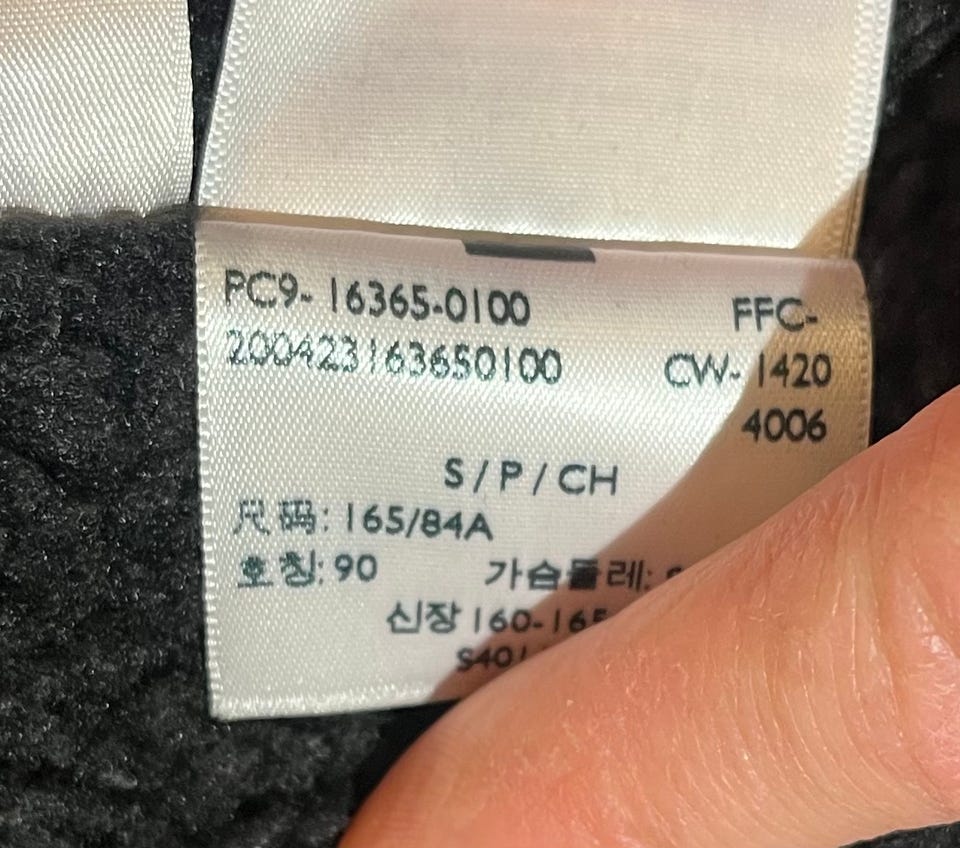 PC9-16365-0100
FFC-
200423163650100
CW-1420
4006
S / P / CH
尺码: 165/84A
호칭: 90 가슴둘레:
신장 160-165
S401